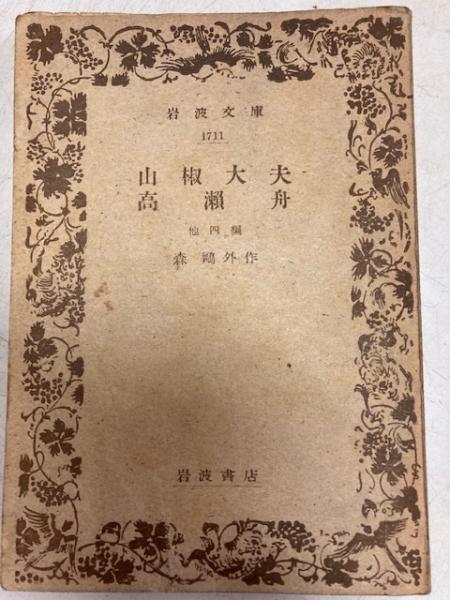 岩波文庫
1711
山椒大夫
高瀬舟
他四編
森鷗外作
岩波書店